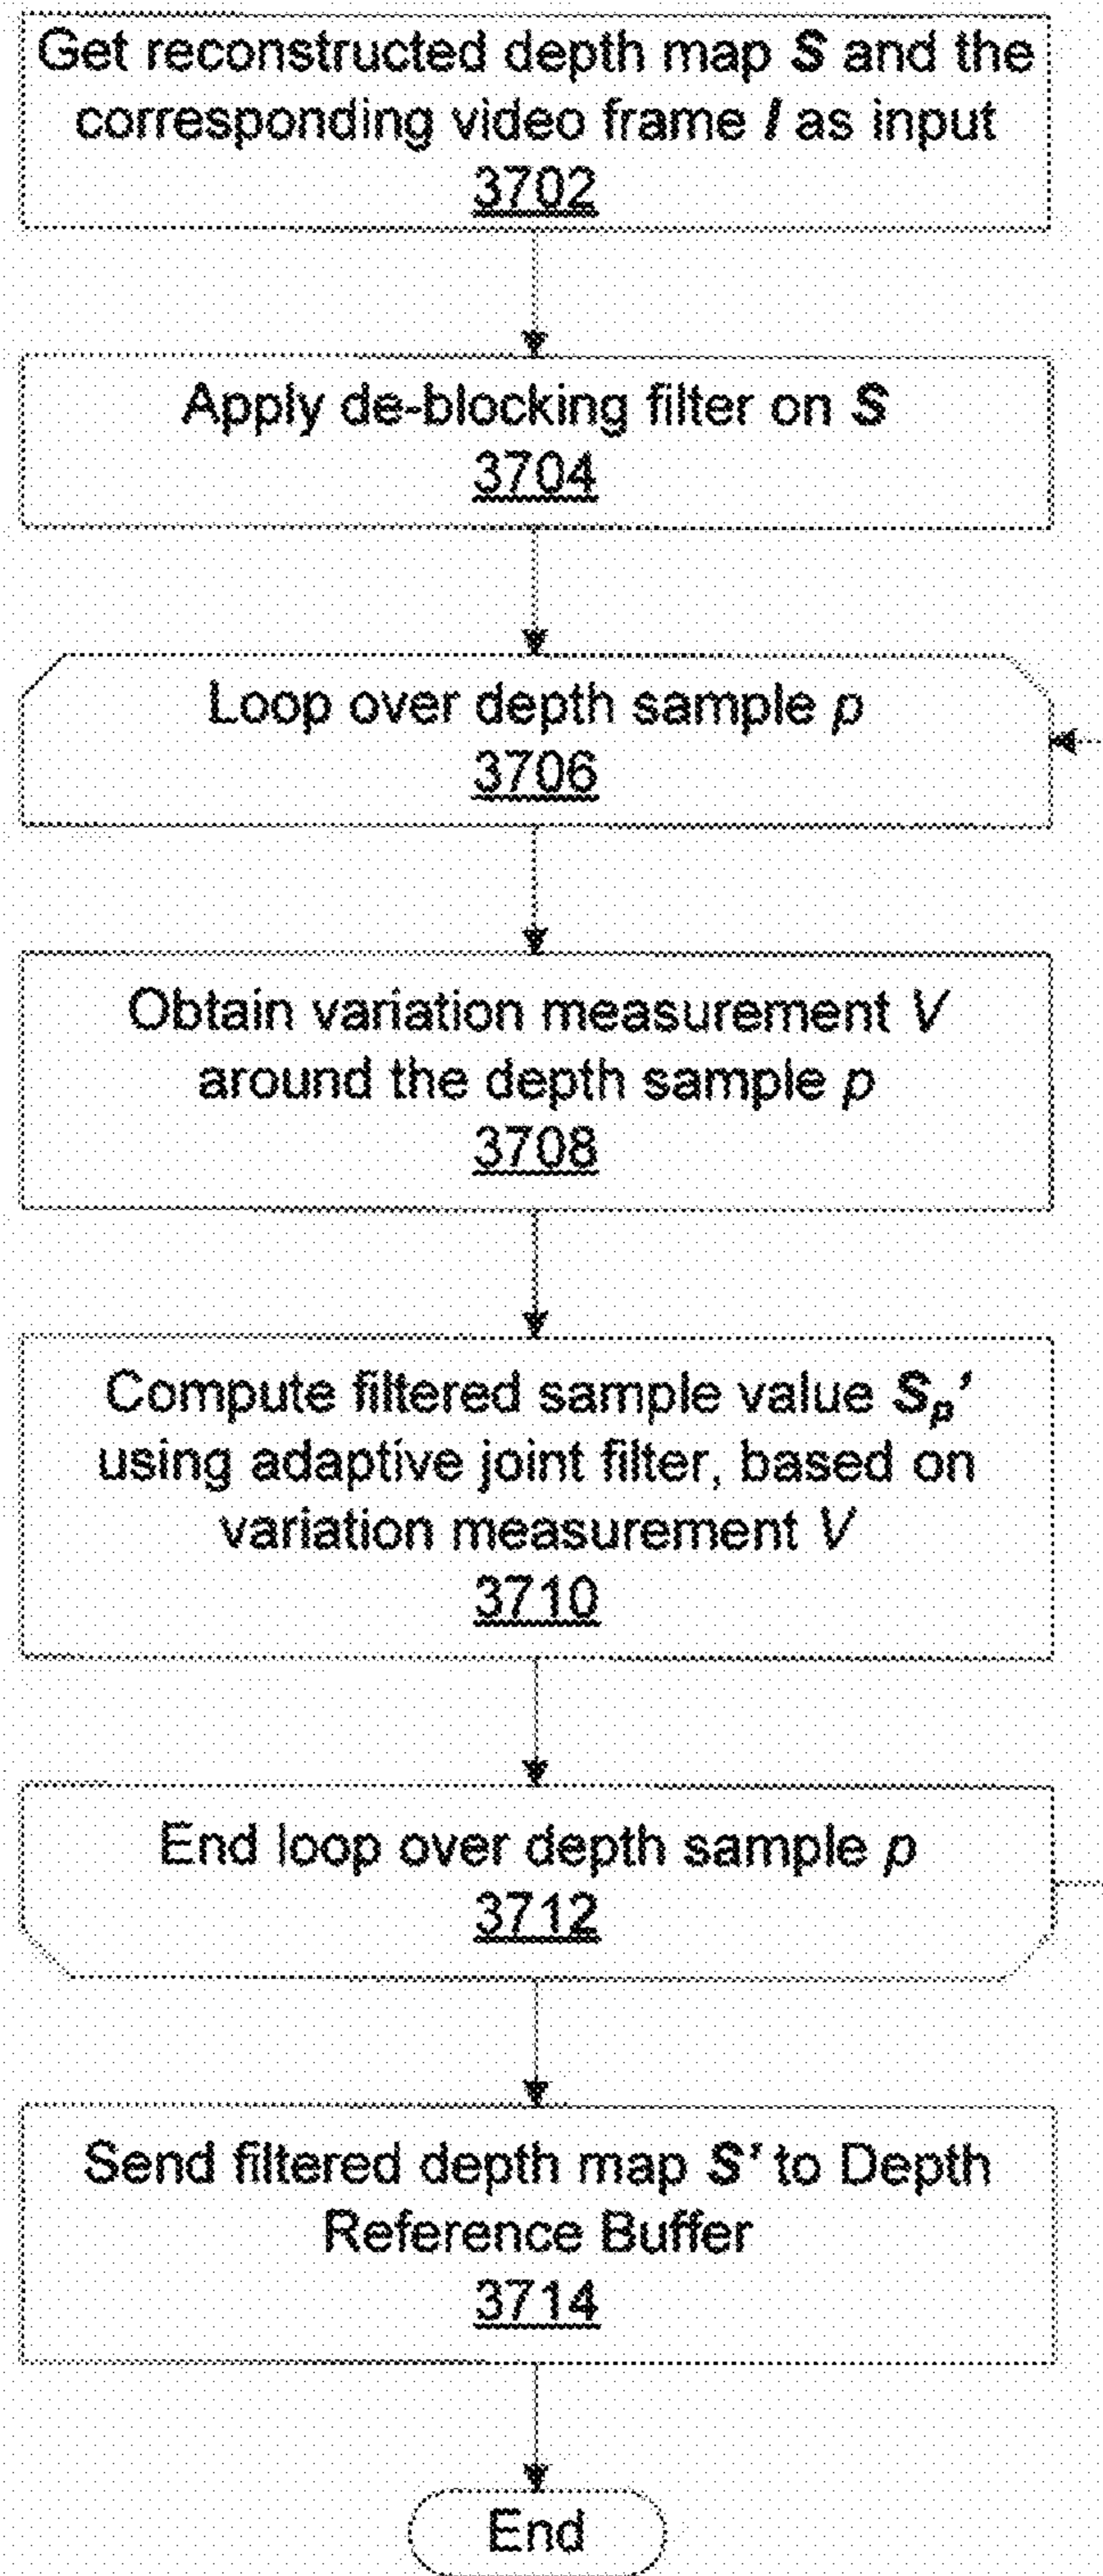 Get reconstructed depth map S and the
corresponding video frame I as input
3702
Apply de-blocking filter on S
3704
Loop over depth sample p
3706
Obtain variation measurement V
around the depth sample p
3708
Compute filtered sample value Sp'
using adaptive joint filter, based on
variation measurement V
3710
End loop over depth sample p
3712
Send filtered depth map S' to Depth
Reference Buffer
3714
End